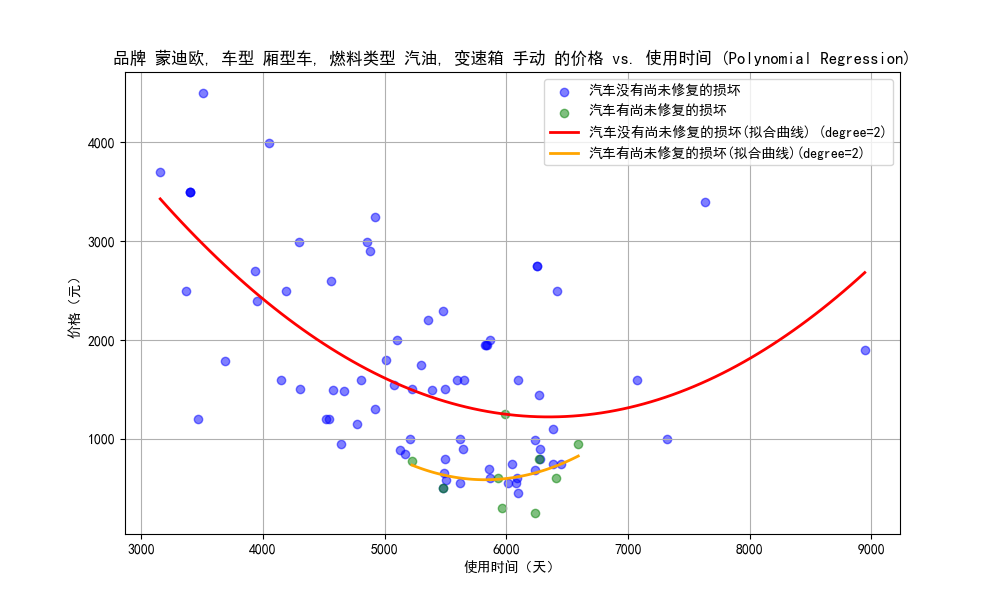 品牌 蒙迪欧, 车型 厢型车, 燃料类型 汽油, 变速箱 手动 的价格 vs. 使用时间 (Polynomial Regression)
汽车没有尚未修复的损坏
汽车有尚未修复的损坏
汽车没有尚未修复的损坏(拟合曲线) (degree=2)
汽车有尚未修复的损坏(拟合曲线)(degree=2)
价格（元）
4000
3000
2000
1000
3000 4000 5000 6000 7000 8000 9000
使用时间（天）